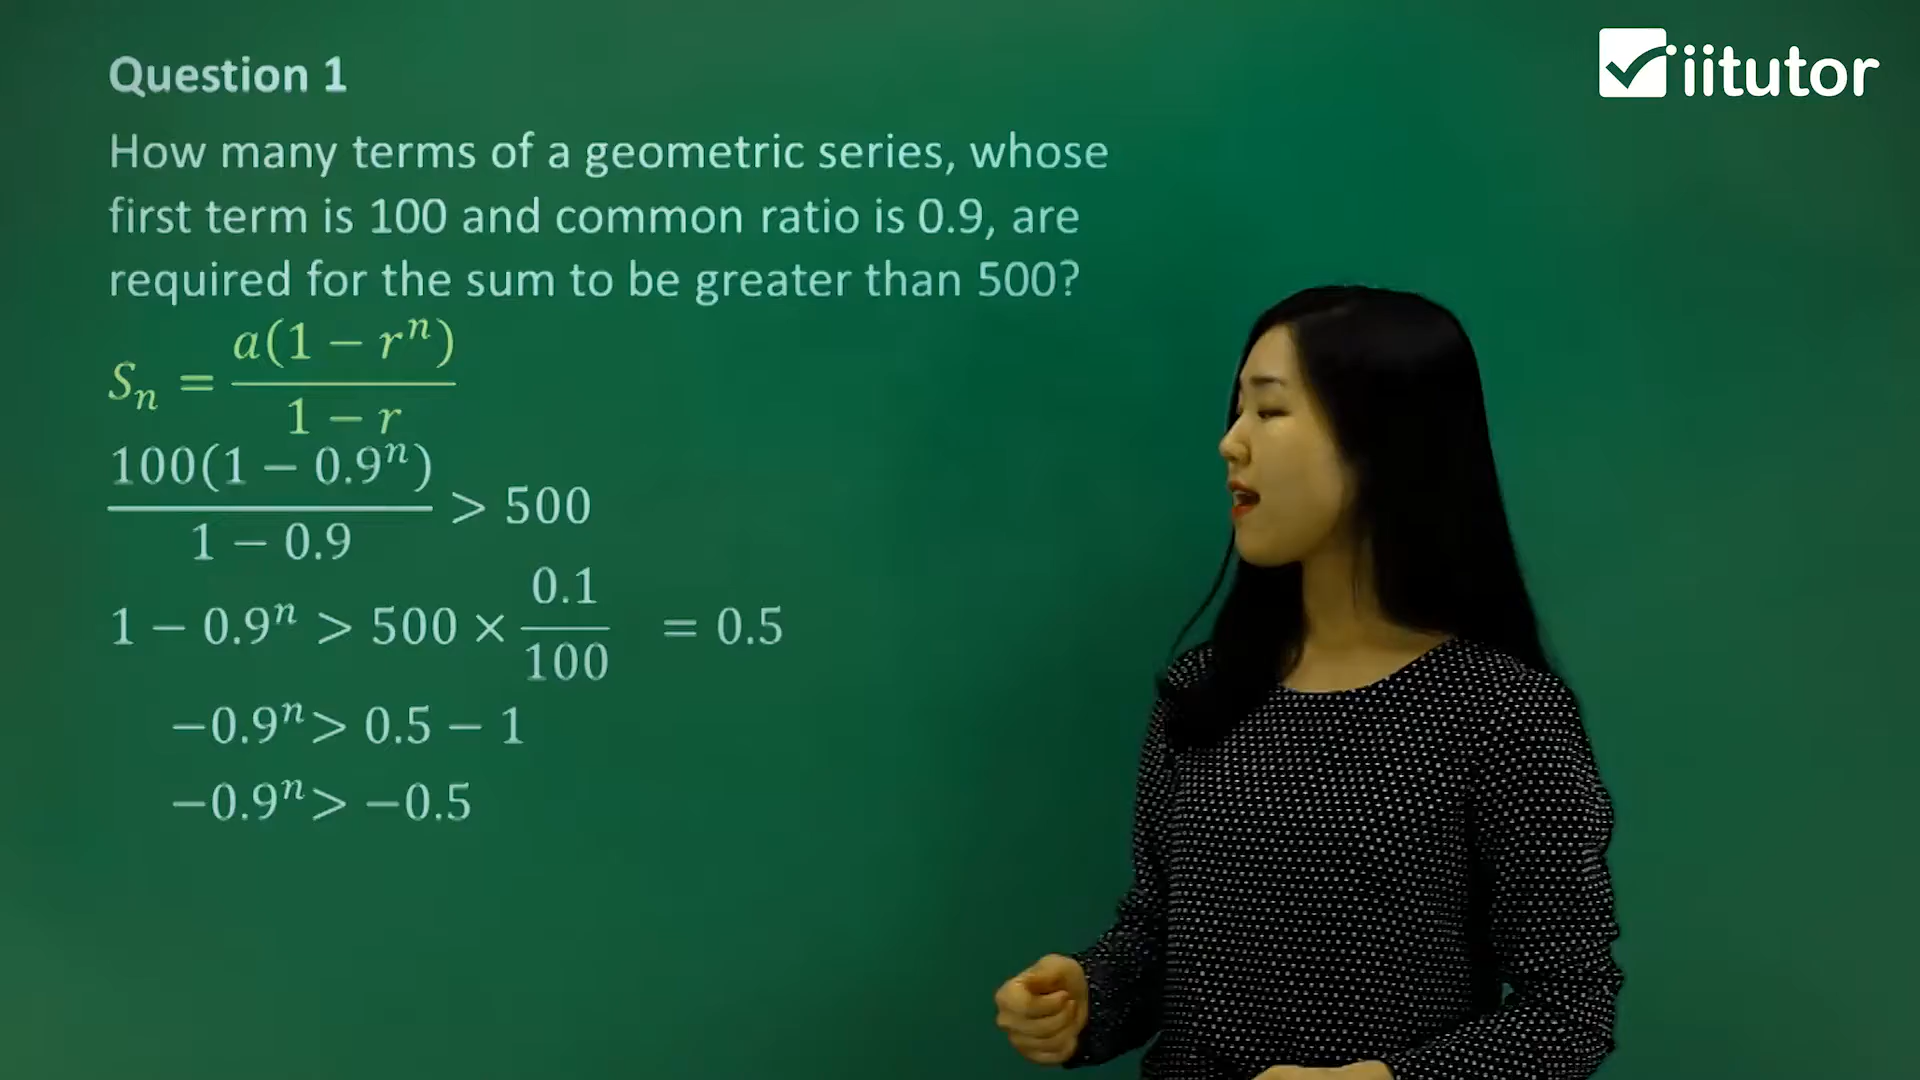 Question 1
iitutor
How many terms of a geometric series, whose
first term is 100 and common ratio is 0.9, are
required for the sum to be greater than 500?
Sₙ = a(1 − rⁿ) / (1 − r)
100(1 − 0.9ⁿ) / (1 − 0.9) > 500
1 − 0.9ⁿ > 500 × 0.1/100 = 0.5
−0.9ⁿ > 0.5 − 1
−0.9ⁿ > −0.5